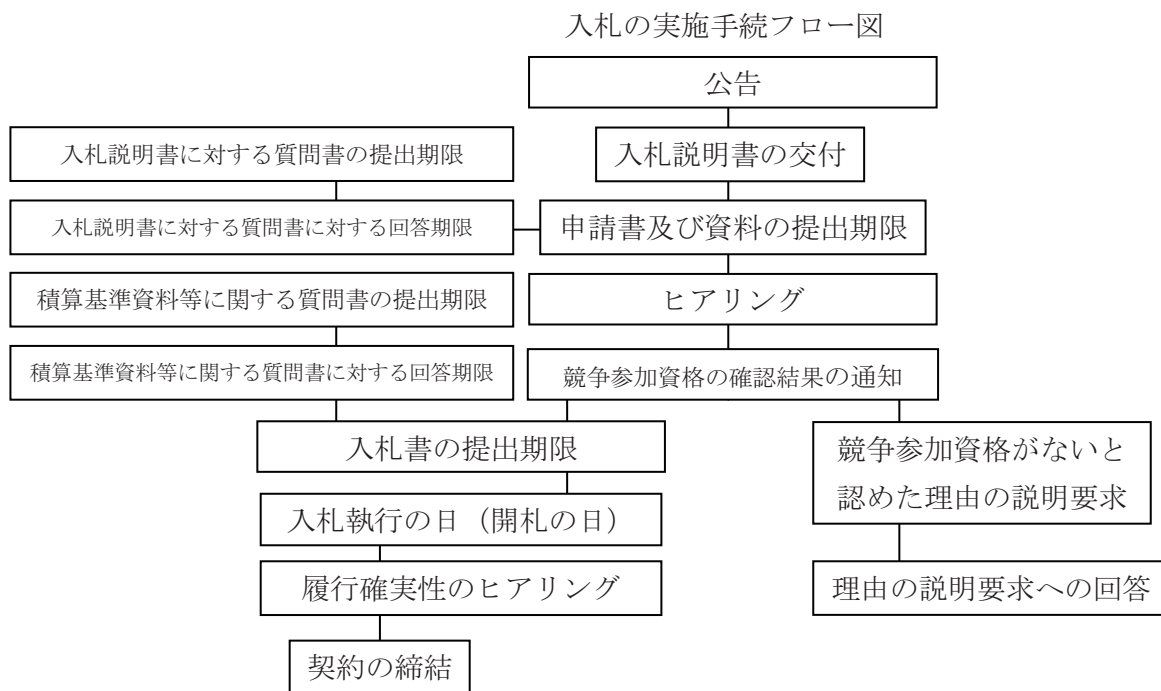 入札の実施手続フロー図
公告
入札説明書に対する質問書の提出期限
入札説明書の交付
入札説明書に対する質問書に対する回答期限
申請書及び資料の提出期限
積算基準資料等に関する質問書の提出期限
ヒアリング
積算基準資料等に関する質問書に対する回答期限
競争参加資格の確認結果の通知
入札書の提出期限
競争参加資格がないと
認めた理由の説明要求
入札執行の日（開札の日）
履行確実性のヒアリング
理由の説明要求への回答
契約の締結